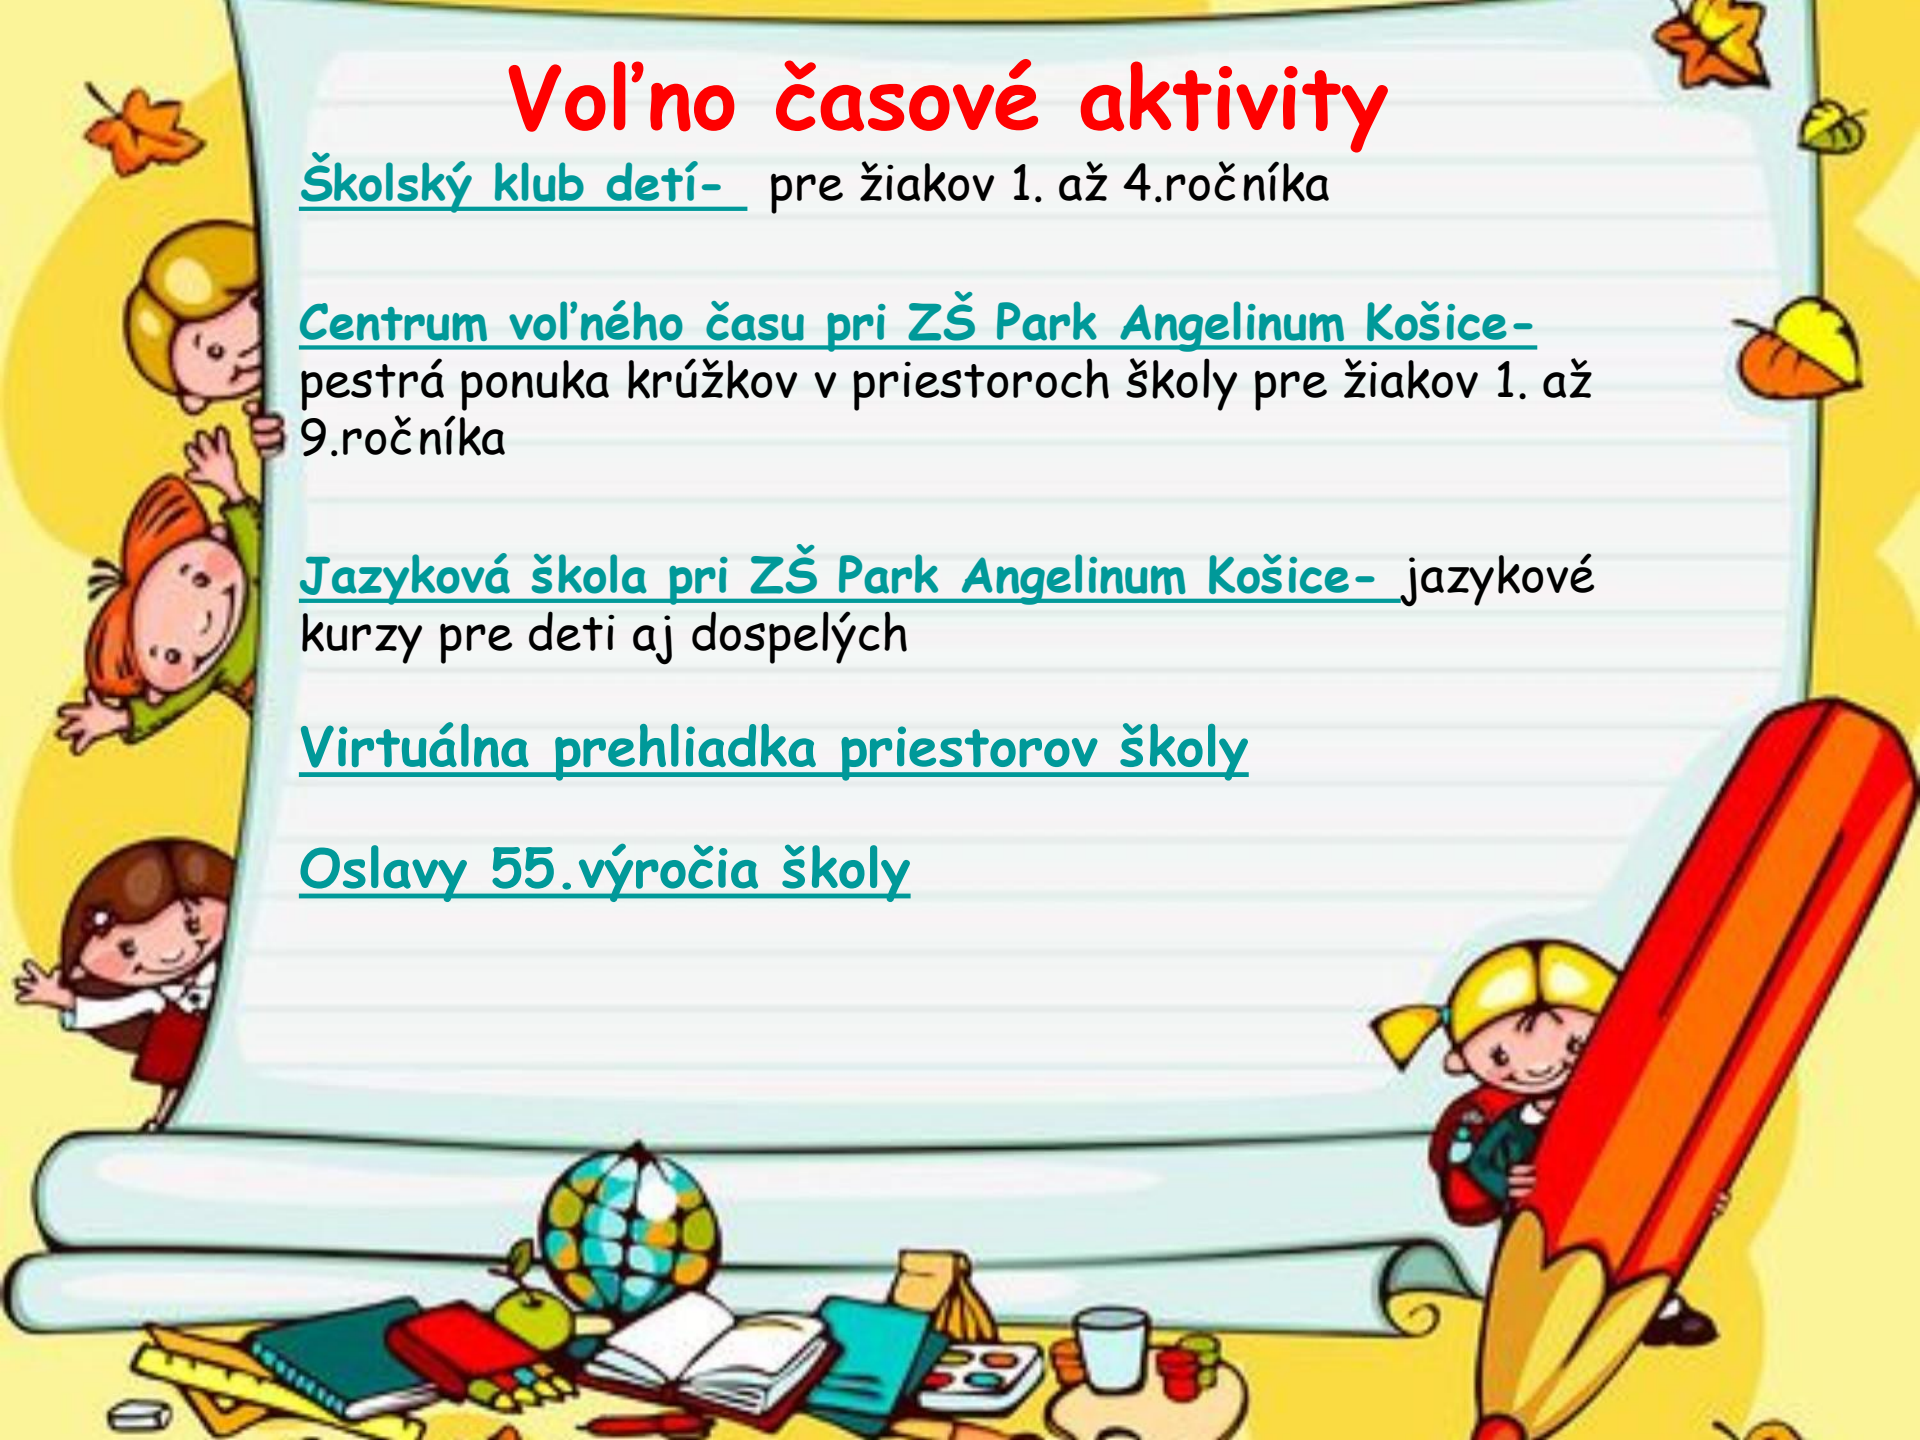 Voľno časové aktivity
Školský klub detí- pre žiakov 1. až 4.ročníka
Centrum voľného času pri ZŠ Park Angelinum Košice-
pestrá ponuka krúžkov v priestoroch školy pre žiakov 1. až
9.ročníka
Jazyková škola pri ZŠ Park Angelinum Košice- jazykové
kurzy pre deti aj dospelých
Virtuálna prehliadka priestorov školy
Oslavy 55.výročia školy